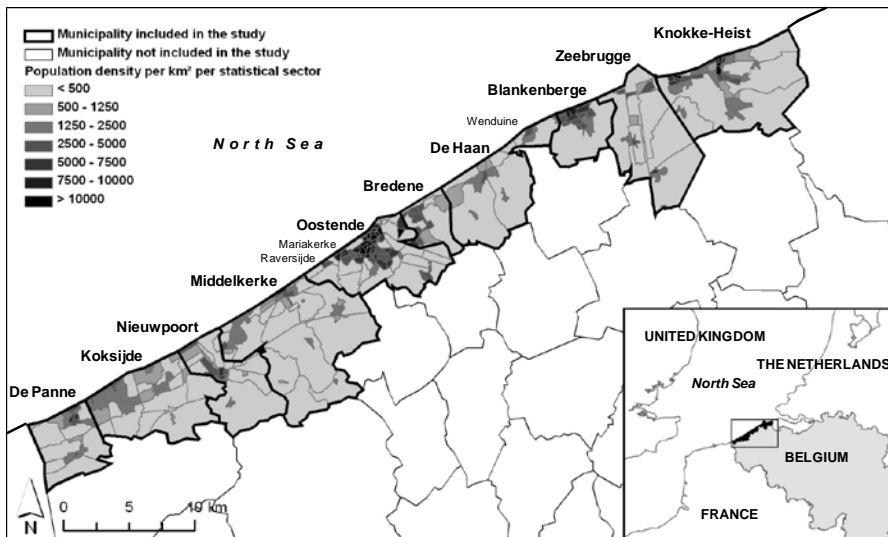 Municipality included in the study
Municipality not included in the study
Population density per km² per statistical sector
< 500
500 - 1250
1250 - 2500
2500 - 5000
5000 - 7500
7500 - 10000
> 10000
North Sea
Knokke-Heist
Zeebrugge
Blankenberge
Wenduine
De Haan
Bredene
Oostende
Mariakerke
Raversijde
Middelkerke
Nieuwpoort
Koksijde
De Panne
N
0 5 10 km
UNITED KINGDOM
THE NETHERLANDS
North Sea
BELGIUM
FRANCE